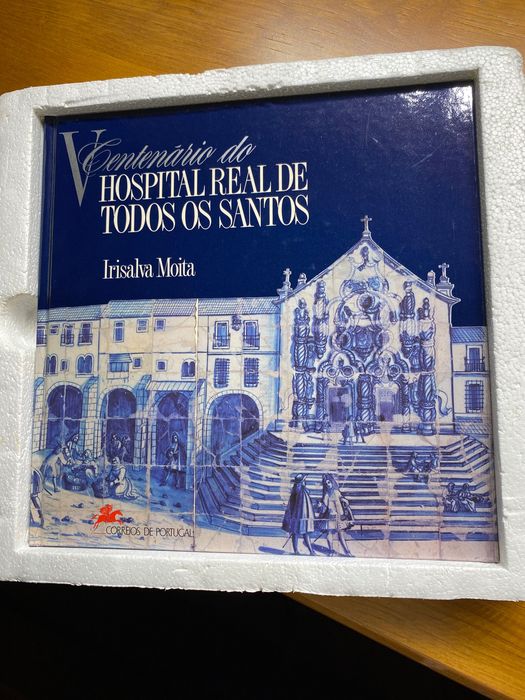 V Centenário do
HOSPITAL REAL DE
TODOS OS SANTOS
Irisalva Moita
CORREIOS DE PORTUGAL